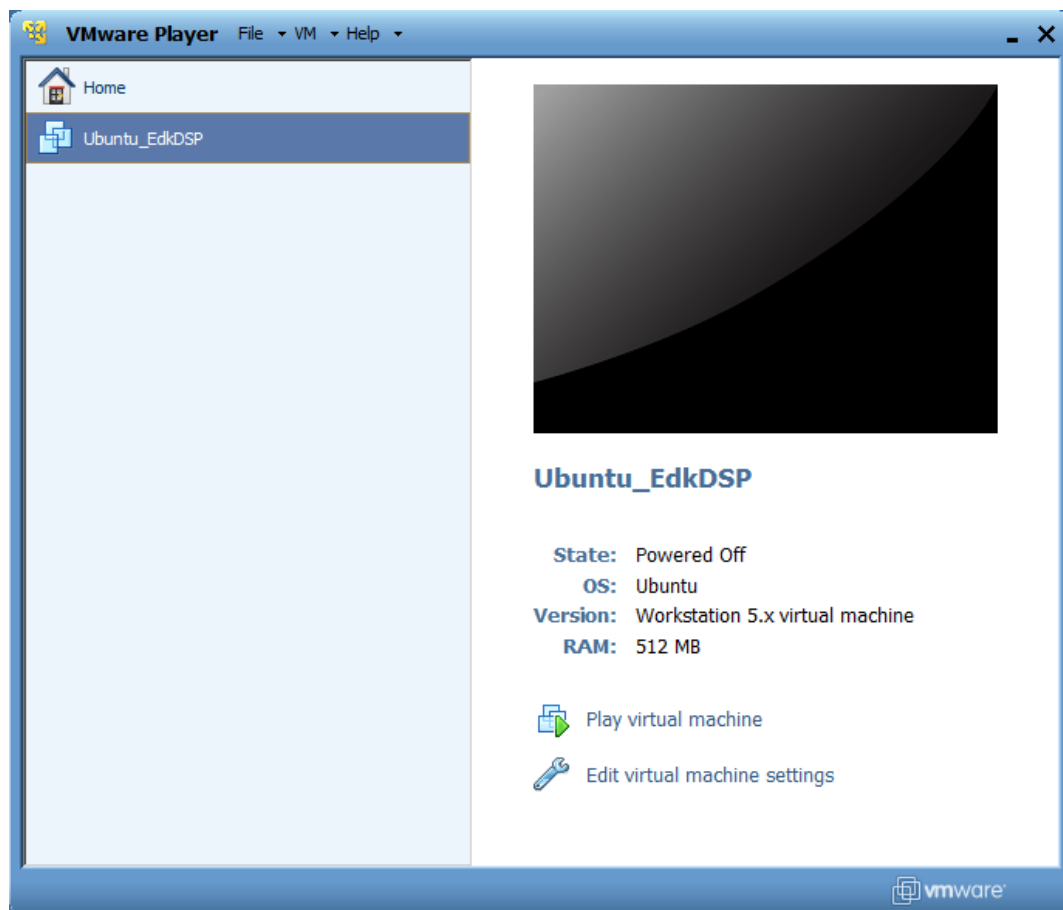 VMware Player File VM Help
Home
Ubuntu_EdkDSP
Ubuntu_EdkDSP
State: Powered Off
OS: Ubuntu
Version: Workstation 5.x virtual machine
RAM: 512 MB
Play virtual machine
Edit virtual machine settings
vmware